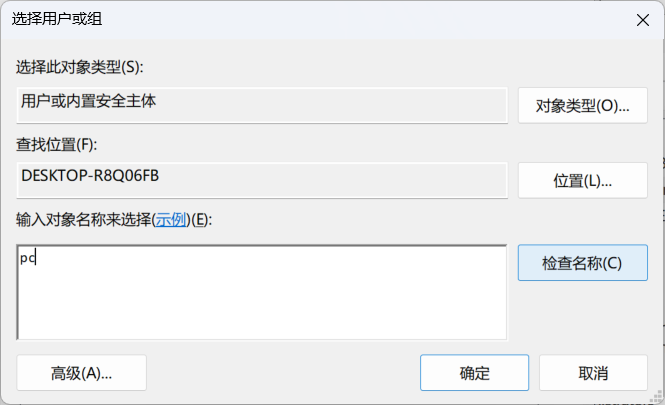 选择用户或组
选择此对象类型(S):
用户或内置安全主体
对象类型(O)...
查找位置(F):
DESKTOP-R8Q06FB
位置(L)...
输入对象名称来选择(示例)(E):
pc
检查名称(C)
高级(A)...
确定
取消